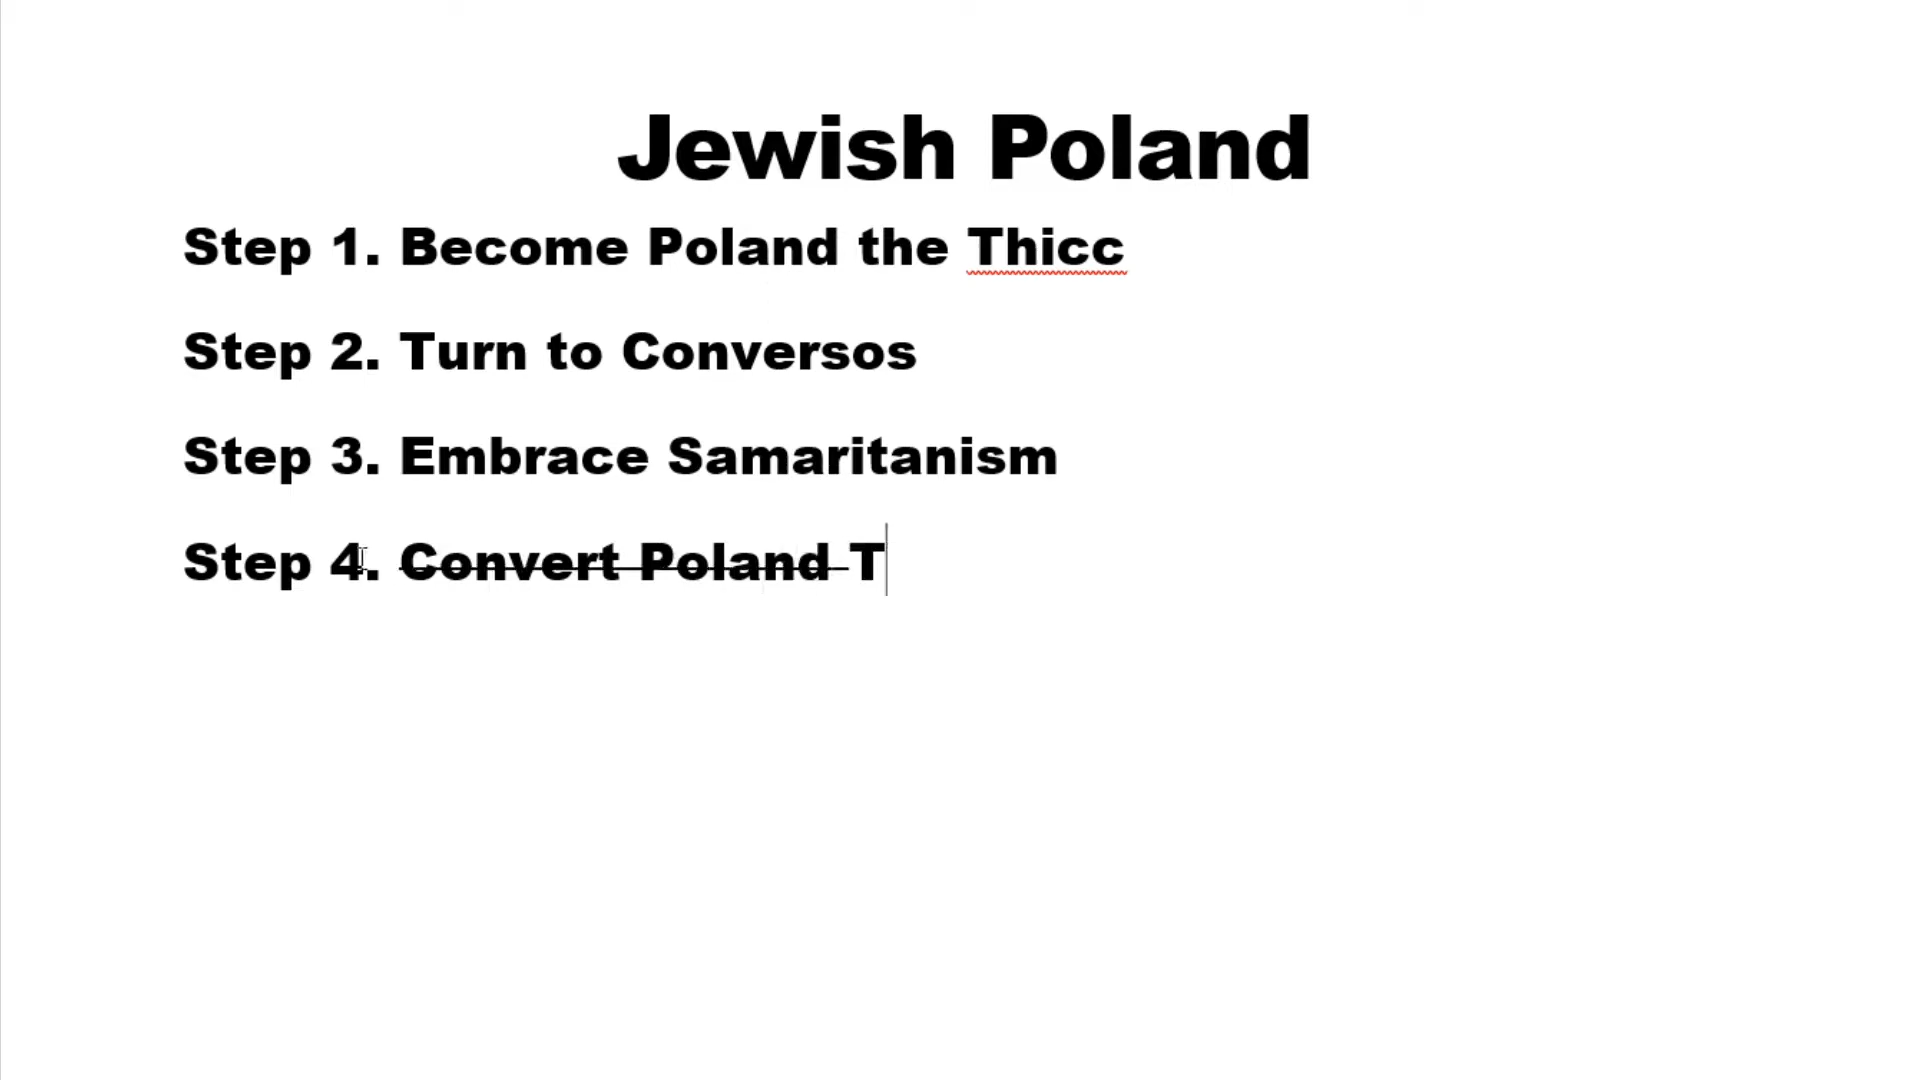 Jewish Poland
Step 1. Become Poland the Thicc
Step 2. Turn to Conversos
Step 3. Embrace Samaritanism
Step 4. Convert Poland T